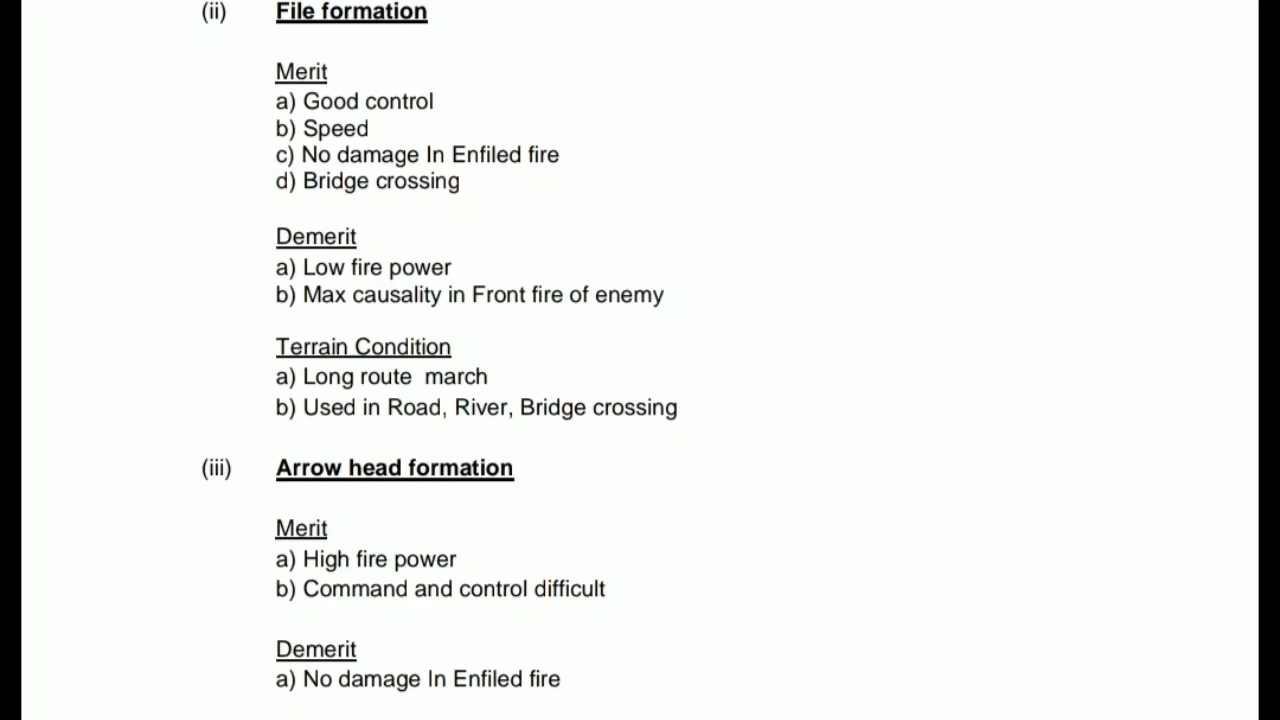 (ii) File formation
Merit
a) Good control
b) Speed
c) No damage In Enfiled fire
d) Bridge crossing
Demerit
a) Low fire power
b) Max causality in Front fire of enemy
Terrain Condition
a) Long route march
b) Used in Road, River, Bridge crossing
(iii) Arrow head formation
Merit
a) High fire power
b) Command and control difficult
Demerit
a) No damage In Enfiled fire